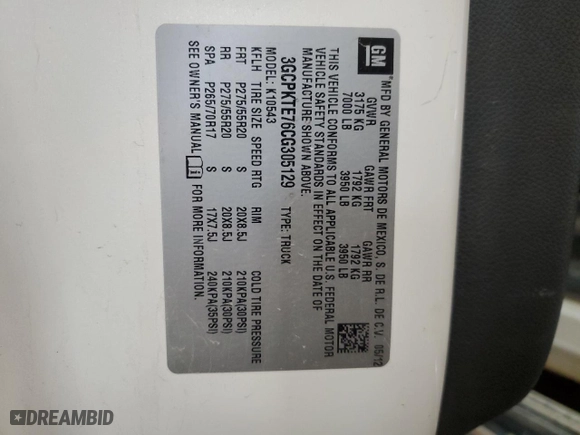 GM
MFD BY GENERAL MOTORS DE MEXICO, S. DE R.L. DE C.V. 05/12
GVWR GAWR FRT GAWR RR
3175 KG 1792 KG 1792 KG
7000 LB 3950 LB 3950 LB
THIS VEHICLE CONFORMS TO ALL APPLICABLE U.S. FEDERAL MOTOR
VEHICLE SAFETY STANDARDS IN EFFECT ON THE DATE OF
MANUFACTURE SHOWN ABOVE.
3GCPKTE76CG305129 TYPE: TRUCK
MODEL: K10543
KFLH TIRE SIZE SPEED RTG RIM COLD TIRE PRESSURE
FRT P275/55R20 S 20X8.5J 210KPA(30PSI)
RR P275/55R20 S 20X8.5J 210KPA(30PSI)
SPA P265/70R17 S 17X7.5J 240KPA(35PSI)
SEE OWNER'S MANUAL FOR MORE INFORMATION.
DREAMBID